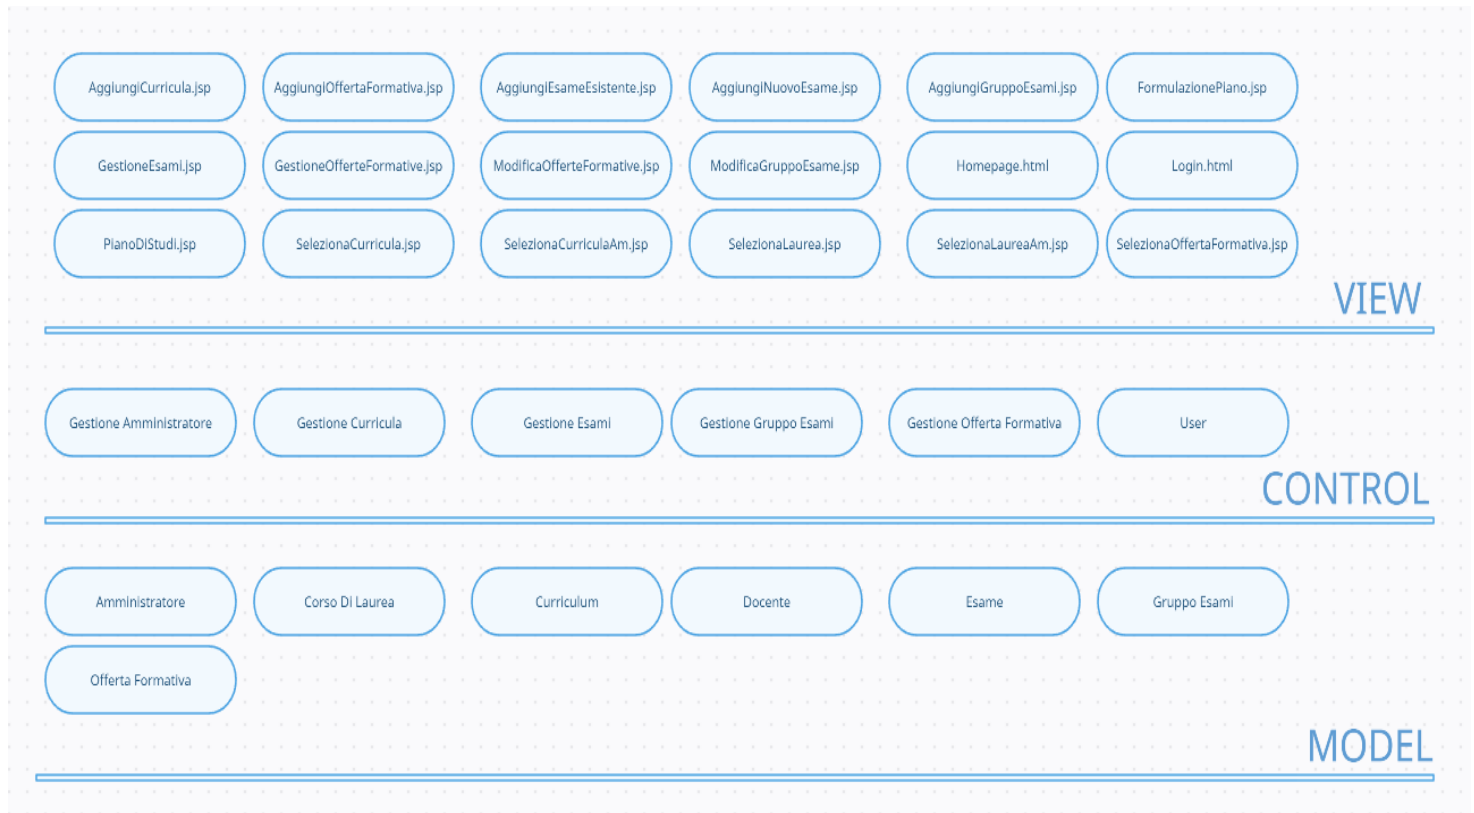 AggiungiCurricula.jsp
AggiungiOffertaFormativa.jsp
AggiungiEsameEsistente.jsp
AggiungiNuovoEsame.jsp
AggiungiGruppoEsami.jsp
FormulazionePiano.jsp
GestioneEsami.jsp
GestioneOfferteFormative.jsp
ModificaOfferteFormative.jsp
ModificaGruppoEsame.jsp
Homepage.html
Login.html
PianoDiStudi.jsp
SelezionaCurricula.jsp
SelezionaCurriculaAm.jsp
SelezionaLaurea.jsp
SelezionaLaureaAm.jsp
SelezionaOffertaFormativa.jsp
VIEW
Gestione Amministratore
Gestione Curricula
Gestione Esami
Gestione Gruppo Esami
Gestione Offerta Formativa
User
CONTROL
Amministratore
Corso Di Laurea
Curriculum
Docente
Esame
Gruppo Esami
Offerta Formativa
MODEL